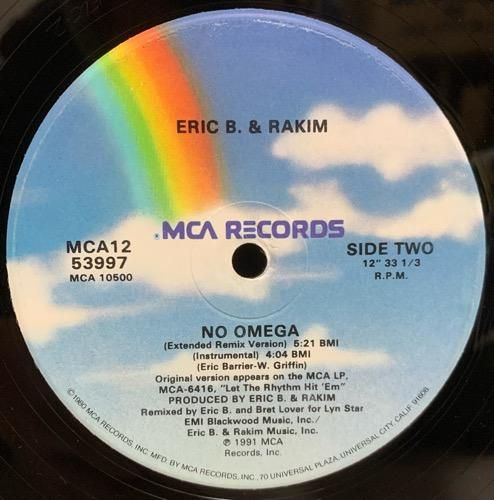 ERIC B. & RAKIM
®MCA RECORDS
MCA12
53997
MCA 10500
SIDE TWO
12" 33 1/3
R.P.M.
NO OMEGA
(Extended Remix Version) 5:21 BMI
(Instrumental) 4:04 BMI
(Eric Barrier-W. Griffin)
Original version appears on the MCA LP,
MCA-6416, "Let The Rhythm Hit 'Em"
PRODUCED BY ERIC B. & RAKIM
Remixed by Eric B. and Bret Lover for Lyn Star
EMI Blackwood Music, Inc./
Eric B. & Rakim Music, Inc.
℗ 1991 MCA
Records, Inc.
©1980 MCA RECORDS, INC. MFD. BY MCA RECORDS, INC., 70 UNIVERSAL PLAZA, UNIVERSAL CITY, CALIF. 91608